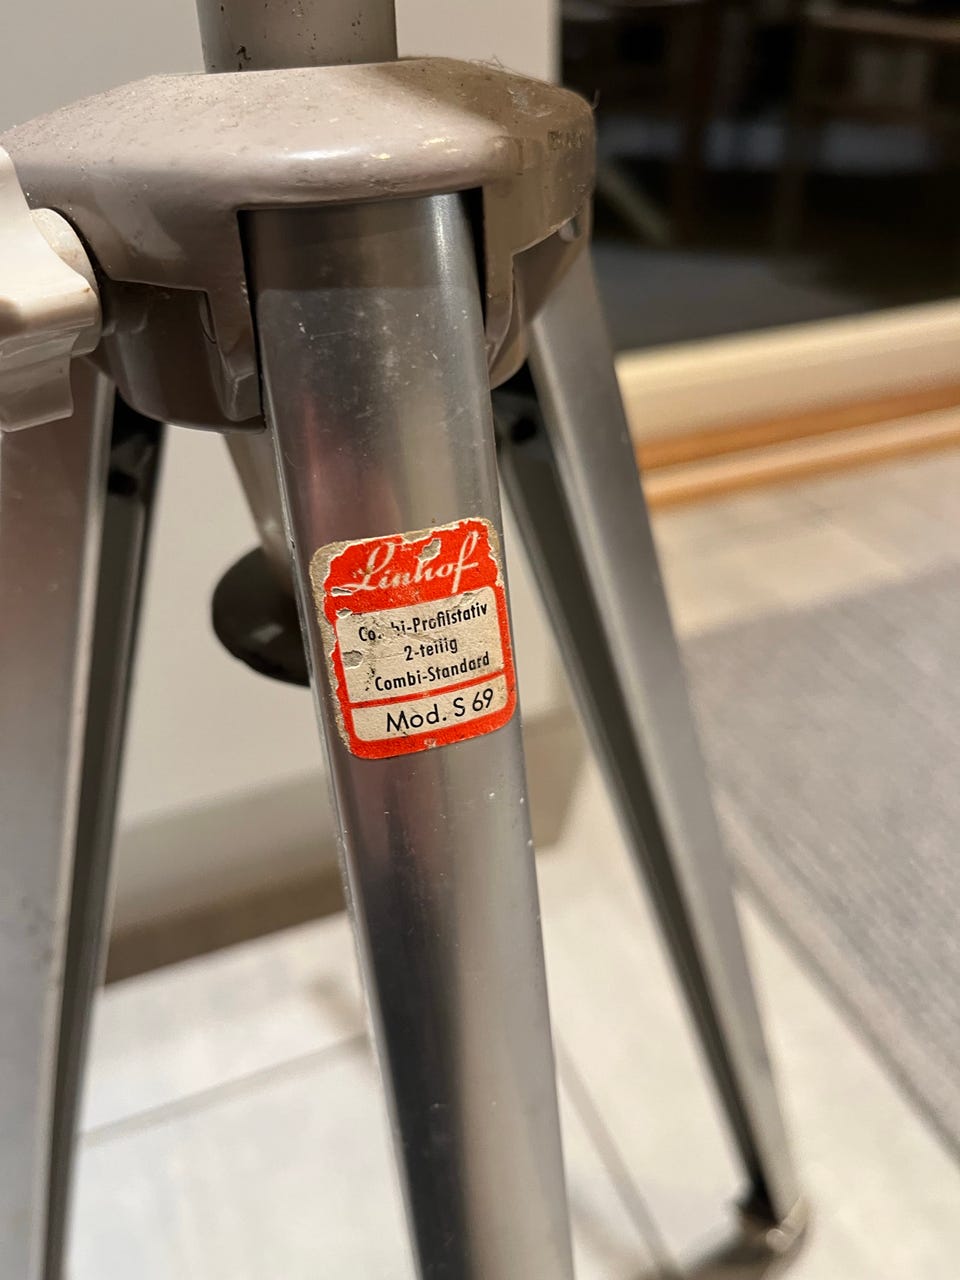 Linhof
Combi-Profilstativ
2-teilig
Combi-Standard
Mod. S 69